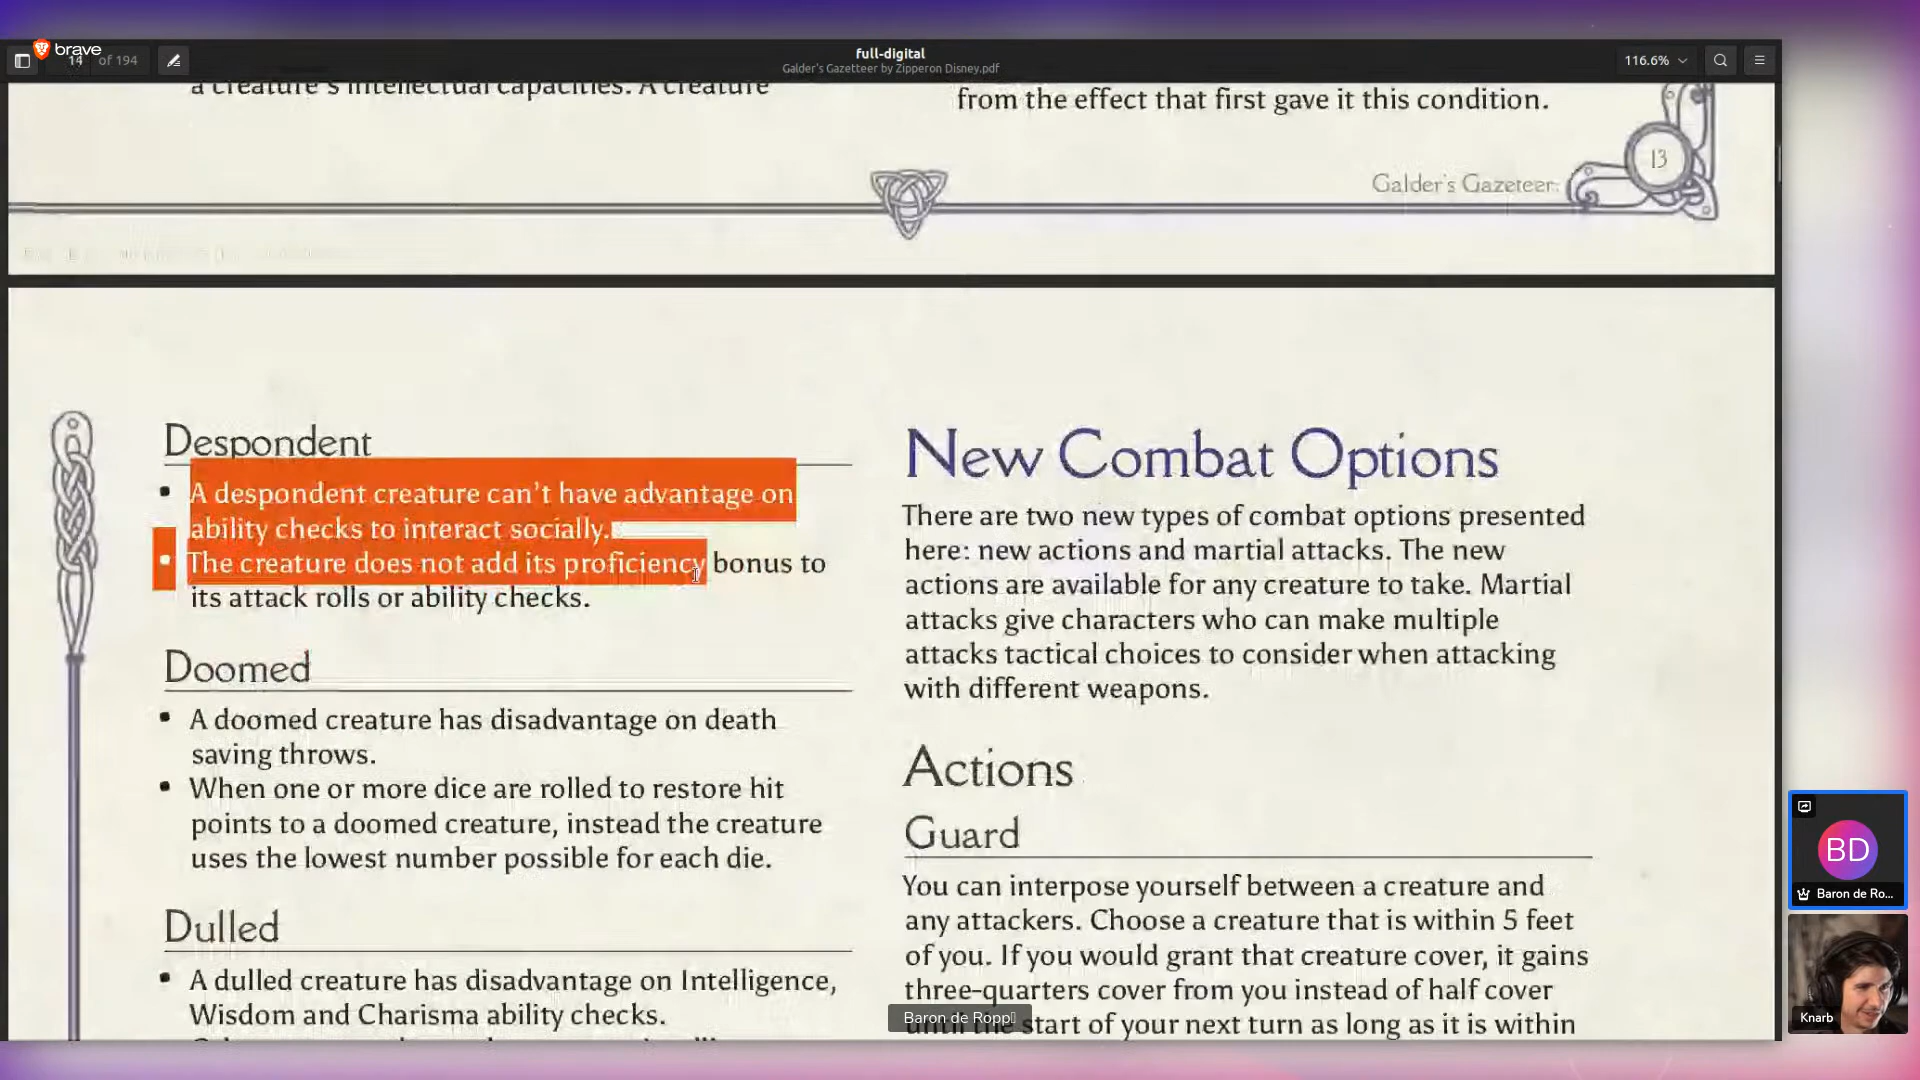 brave
14 of 194
full-digital
Galder's Gazetteer by Zipperon Disney.pdf
116.6%
a creature's intellectual capacities. A creature
from the effect that first gave it this condition.
13
Galder's Gazeteer
Despondent
• A despondent creature can't have advantage on
ability checks to interact socially.
• The creature does not add its proficiency bonus to
its attack rolls or ability checks.
Doomed
• A doomed creature has disadvantage on death
saving throws.
• When one or more dice are rolled to restore hit
points to a doomed creature, instead the creature
uses the lowest number possible for each die.
Dulled
• A dulled creature has disadvantage on Intelligence,
Wisdom and Charisma ability checks.
New Combat Options
There are two new types of combat options presented
here: new actions and martial attacks. The new
actions are available for any creature to take. Martial
attacks give characters who can make multiple
attacks tactical choices to consider when attacking
with different weapons.
Actions
Guard
You can interpose yourself between a creature and
any attackers. Choose a creature that is within 5 feet
of you. If you would grant that creature cover, it gains
three-quarters cover from you instead of half cover
until the start of your next turn as long as it is within
Baron de Ropp
BD
Baron de Ro...
Knarb